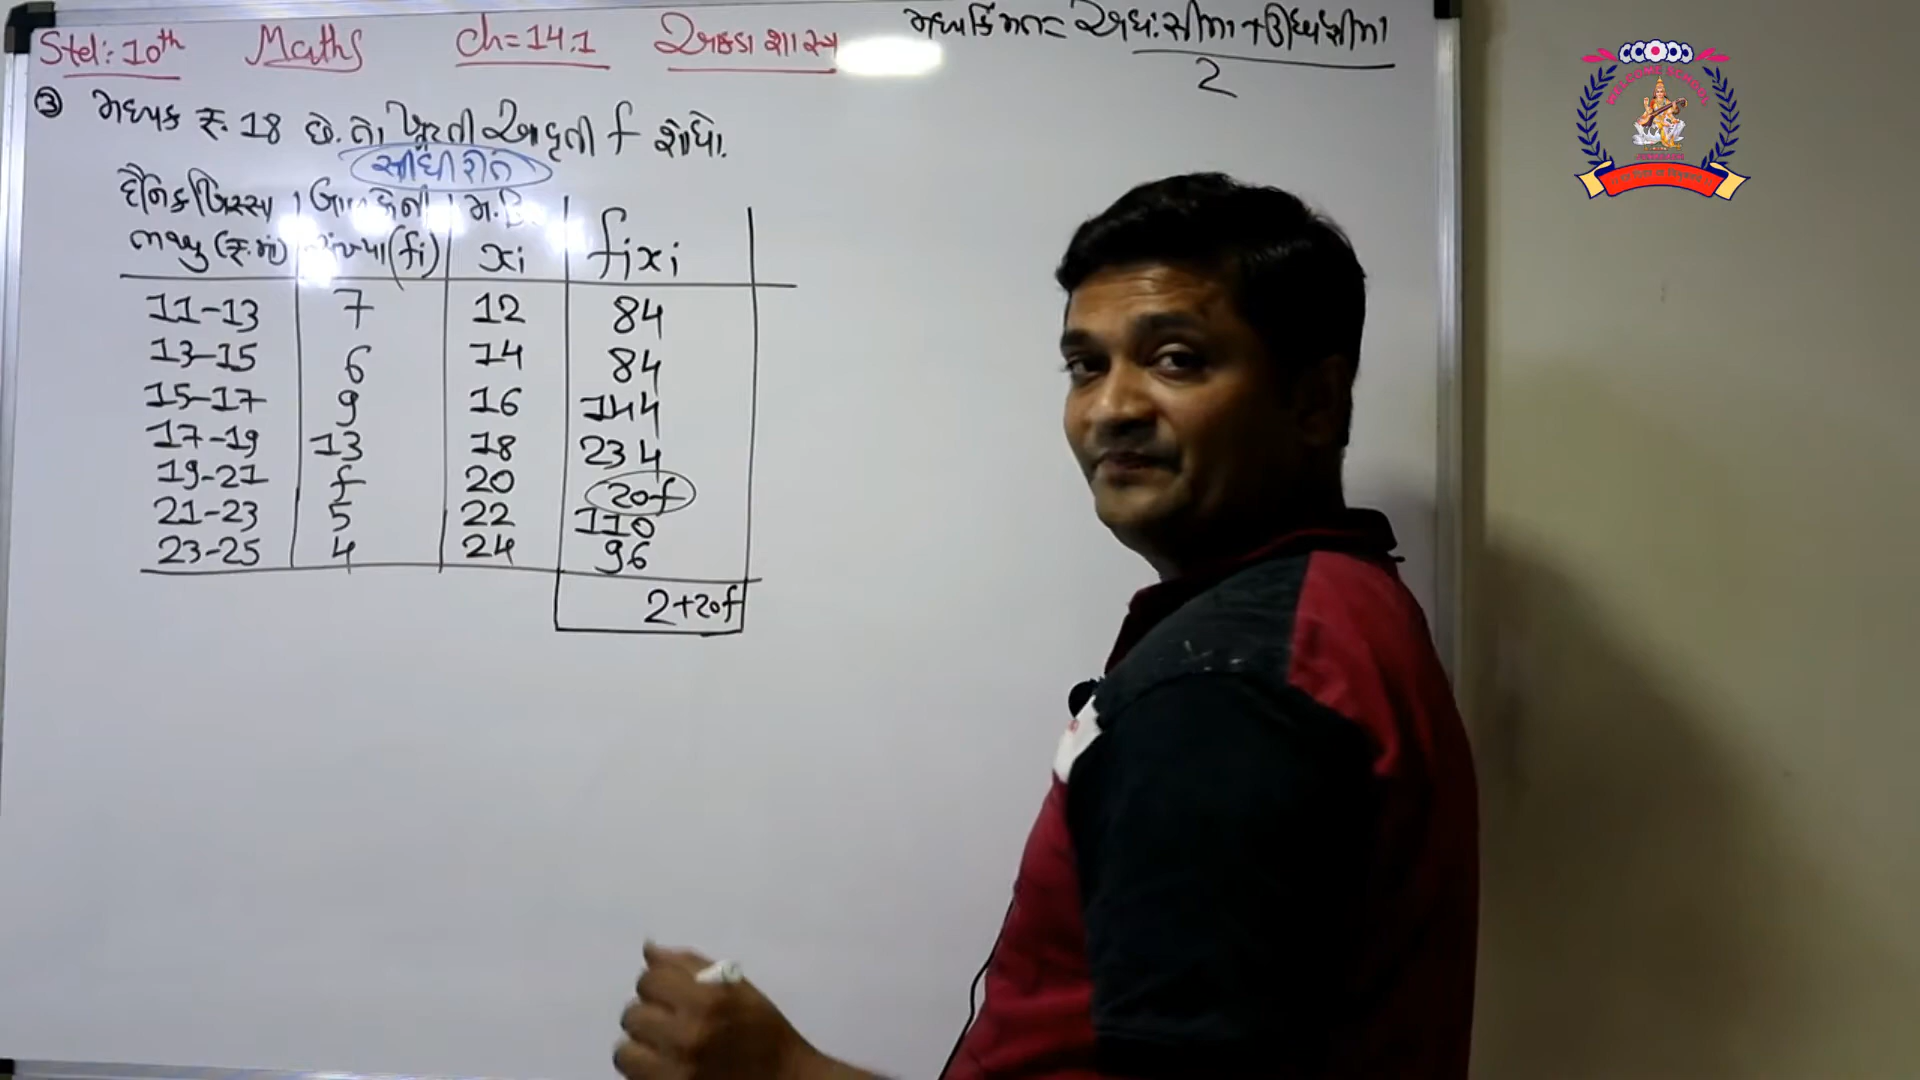 Std:10th Maths ch=14.1 આંકડાશાસ્ત્ર
મધ્યકિંમત = અધ:સીમા+ઊર્ધ્વસીમા
2
③ મધ્યક રૂ. 18 છે. તો ખૂટતી આવૃતી f શોધો.
સીધી રીત
દૈનિક ખિસ્સા
ભથ્થુ (રૂ.માં) (fi) xi fixi
11-13 7 12 84
13-15 6 14 84
15-17 9 16 144
17-19 13 18 234
19-21 f 20 20f
21-23 5 22 110
23-25 4 24 96
2+20f
WELCOME SCHOOL